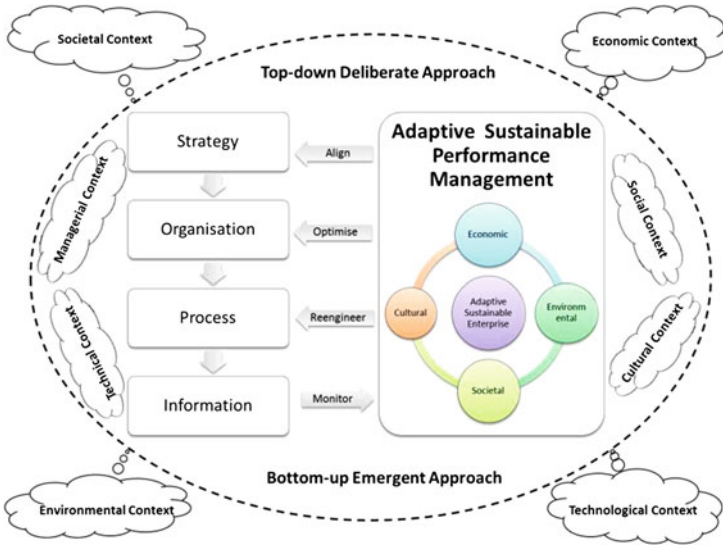 Societal Context
Economic Context
Top-down Deliberate Approach
Strategy
Align
Adaptive Sustainable
Performance
Management
Managerial Context
Social Context
Organisation
Optimise
Economic
Process
Reengineer
Cultural
Adaptive
Sustainable
Enterprise
Environm
ental
Technical Context
Cultural Context
Information
Monitor
Societal
Bottom-up Emergent Approach
Environmental Context
Technological Context